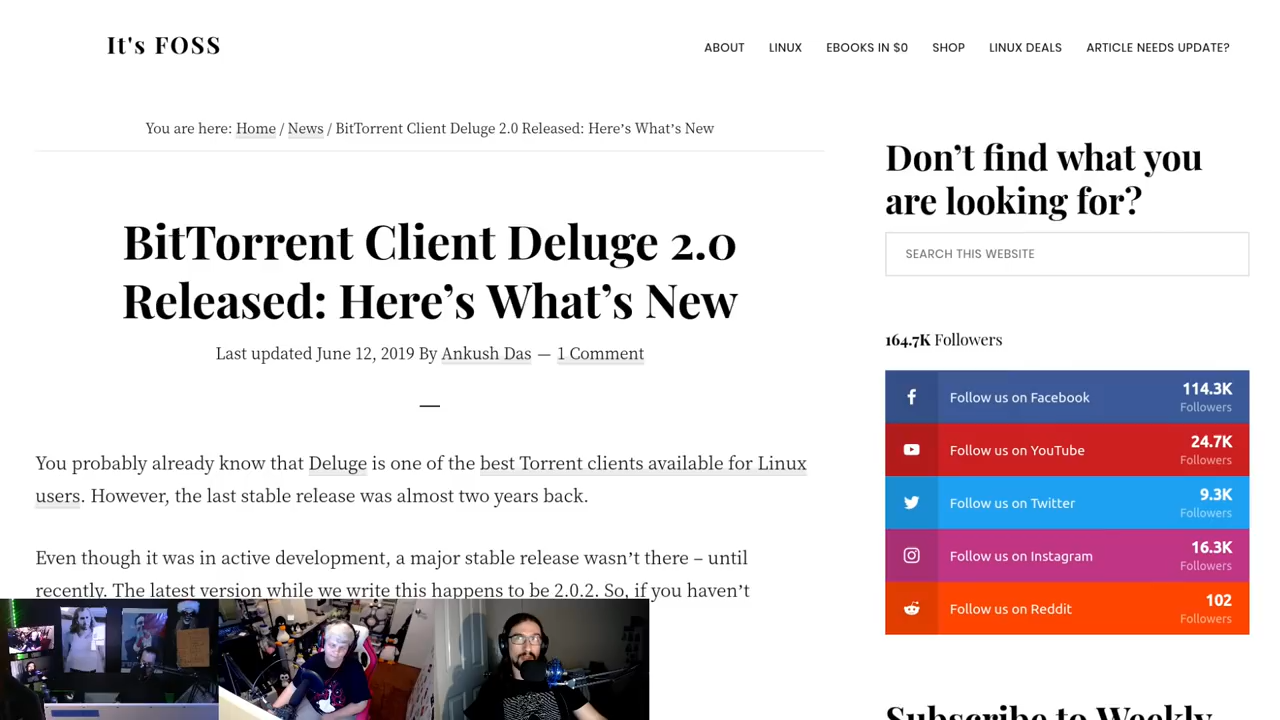 It's FOSS
ABOUT LINUX EBOOKS IN $0 SHOP LINUX DEALS ARTICLE NEEDS UPDATE?
You are here: Home / News / BitTorrent Client Deluge 2.0 Released: Here’s What’s New
BitTorrent Client Deluge 2.0
Released: Here’s What’s New
Last updated June 12, 2019 By Ankush Das — 1 Comment
You probably already know that Deluge is one of the best Torrent clients available for Linux
users. However, the last stable release was almost two years back.
Even though it was in active development, a major stable release wasn’t there – until
recently. The latest version while we write this happens to be 2.0.2. So, if you haven’t
Don’t find what you
are looking for?
SEARCH THIS WEBSITE
164.7K Followers
Follow us on Facebook 114.3K Followers
Follow us on YouTube 24.7K Followers
Follow us on Twitter 9.3K Followers
Follow us on Instagram 16.3K Followers
Follow us on Reddit 102 Followers
Subscribe to Weekly